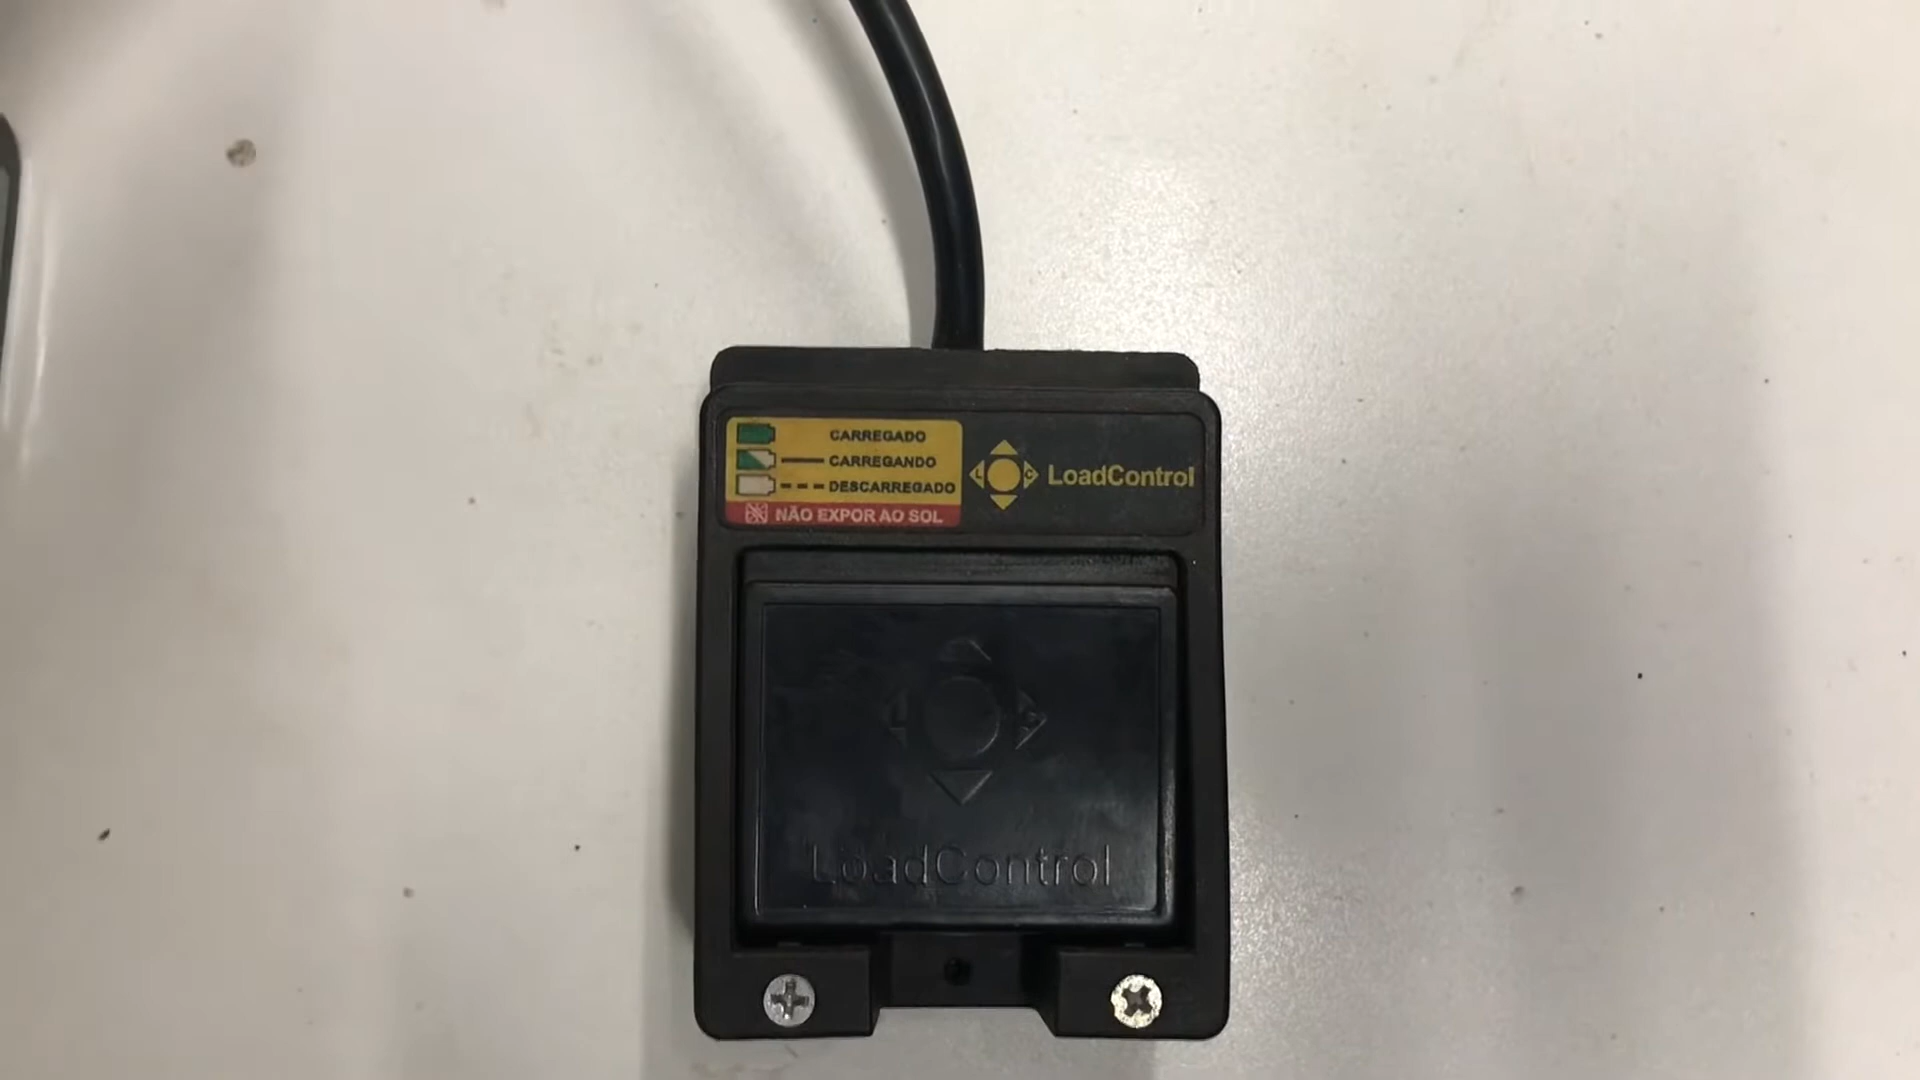 CARREGADO
CARREGANDO
DESCARREGADO
NÃO EXPOR AO SOL
L C LoadControl
L C
LoadControl